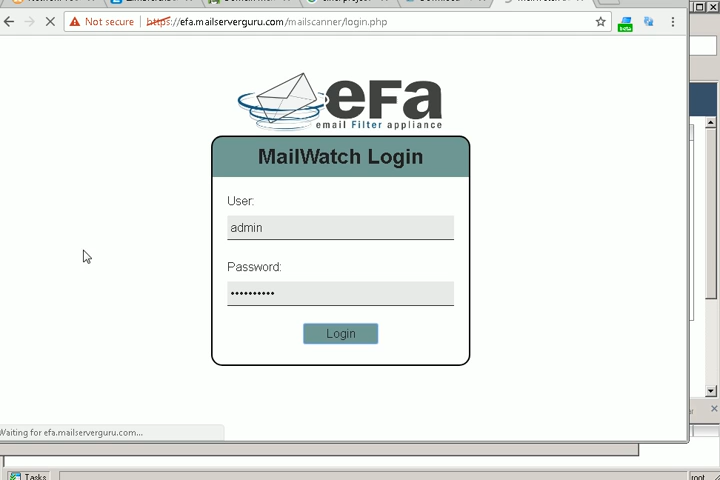 Not secure
https://efa.mailserverguru.com/mailscanner/login.php
eFa
email Filter appliance
MailWatch Login
User:
admin
Password:
••••••••••
Login
Waiting for efa.mailserverguru.com...
Tasks
root